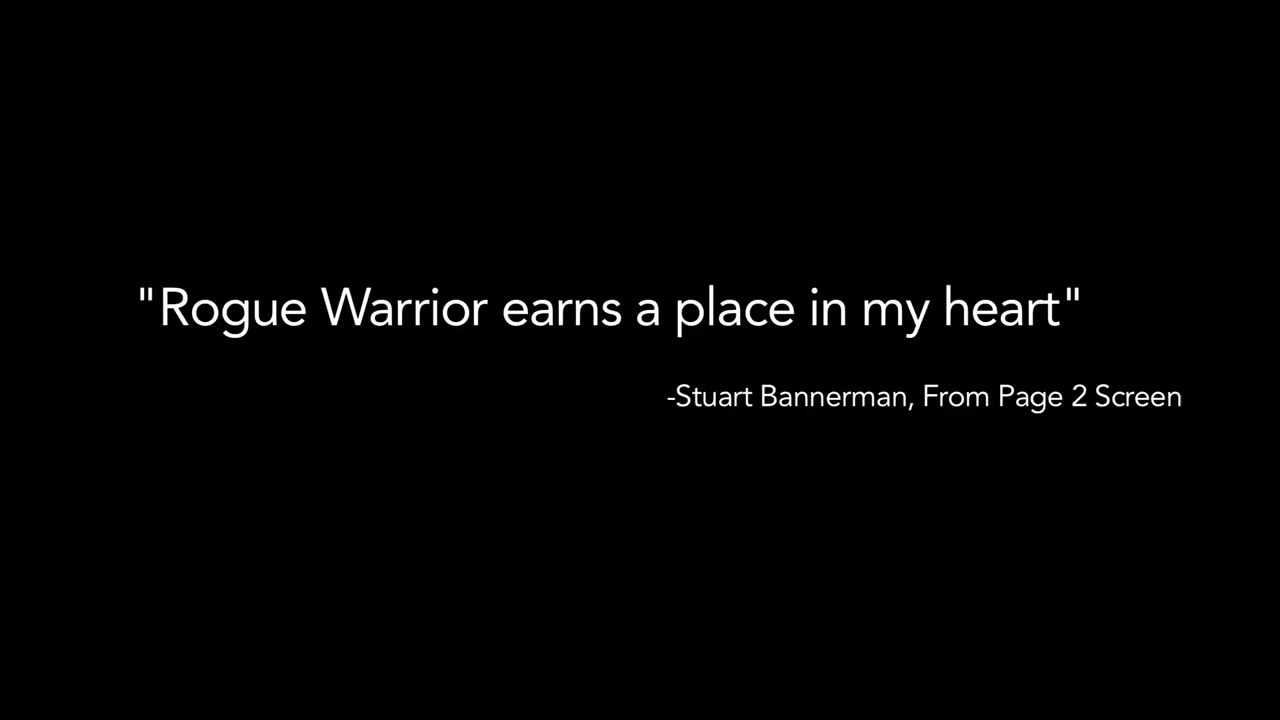 "Rogue Warrior earns a place in my heart"
-Stuart Bannerman, From Page 2 Screen